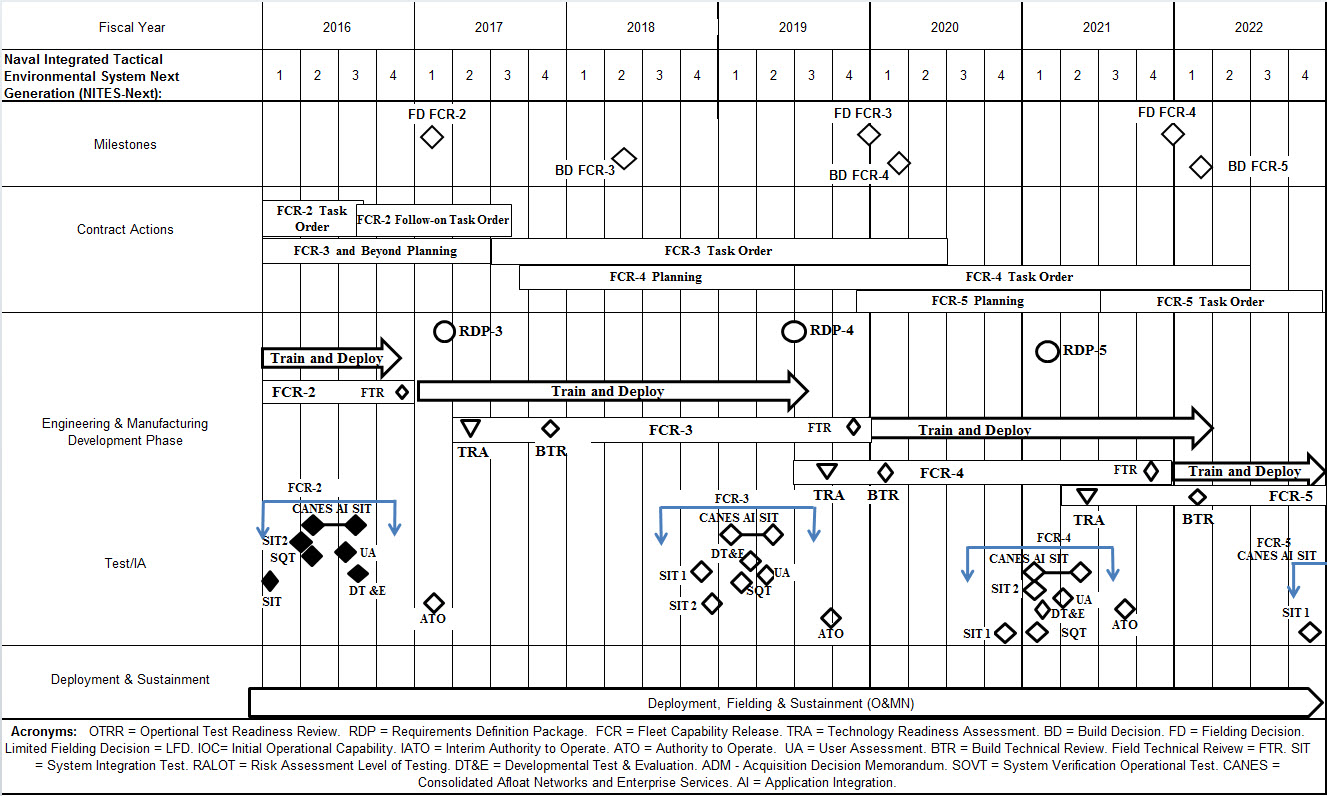 Fiscal Year 2016 2017 2018 2019 2020 2021 2022
Naval Integrated Tactical
Environmental System Next
Generation (NITES-Next):
1 2 3 4 1 2 3 4 1 2 3 4 1 2 3 4 1 2 3 4 1 2 3 4 1 2 3 4
Milestones
FD FCR-2
BD FCR-3
FD FCR-3
BD FCR-4
FD FCR-4
BD FCR-5
Contract Actions
FCR-2 Task
Order
FCR-2 Follow-on Task Order
FCR-3 and Beyond Planning
FCR-3 Task Order
FCR-4 Planning
FCR-4 Task Order
FCR-5 Planning
FCR-5 Task Order
Engineering & Manufacturing
Development Phase
RDP-3
RDP-4
RDP-5
Train and Deploy
FCR-2
FTR
Train and Deploy
TRA
BTR
FCR-3
FTR
Train and Deploy
TRA
BTR
FCR-4
FTR
Train and Deploy
TRA
BTR
FCR-5
Test/IA
FCR-2
CANES AI SIT
SIT2
SQT
UA
DT &E
SIT
ATO
FCR-3
CANES AI SIT
DT&E
SIT 1
UA
SQT
SIT 2
ATO
FCR-4
CANES AI SIT
SIT 2
UA
DT&E
ATO
SIT 1
SQT
FCR-5
CANES AI SIT
SIT 1
Deployment & Sustainment
Deployment, Fielding & Sustainment (O&MN)
Acronyms: OTRR = Opertional Test Readiness Review. RDP = Requirements Definition Package. FCR = Fleet Capability Release. TRA = Technology Readiness Assessment. BD = Build Decision. FD = Fielding Decision.
Limited Fielding Decision = LFD. IOC= Initial Operational Capability. IATO = Interim Authority to Operate. ATO = Authority to Operate. UA = User Assessment. BTR = Build Technical Review. Field Technical Reivew = FTR. SIT
= System Integration Test. RALOT = Risk Assessment Level of Testing. DT&E = Developmental Test & Evaluation. ADM - Acquisition Decision Memorandum. SOVT = System Verification Operational Test. CANES =
Consolidated Afloat Networks and Enterprise Services. AI = Application Integration.